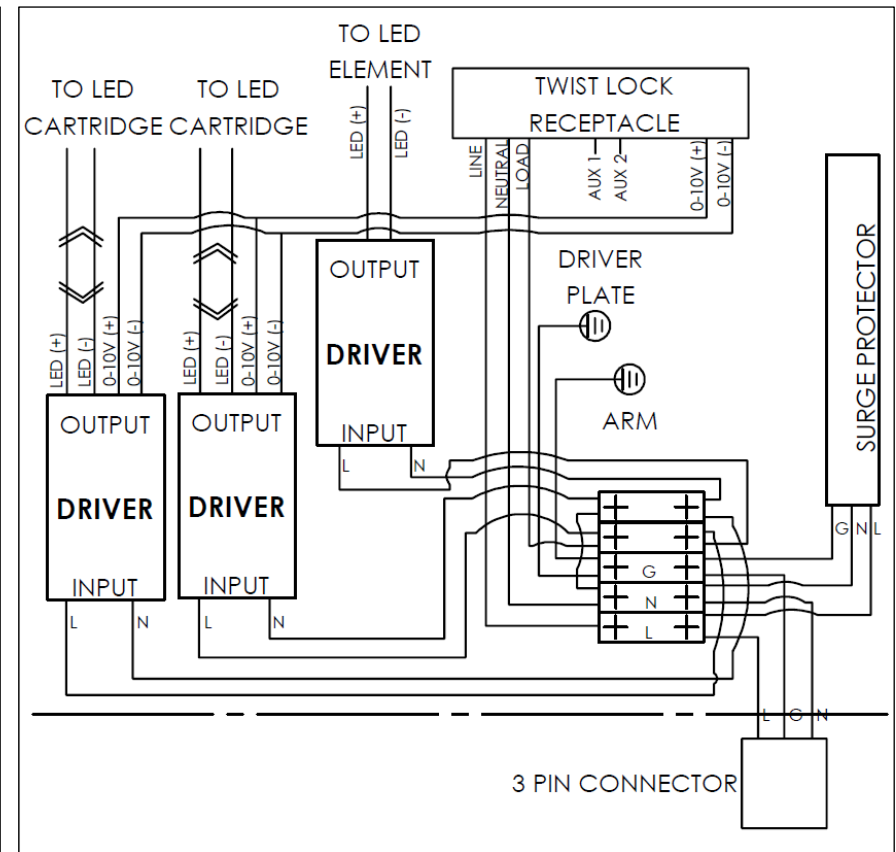 TO LED
ELEMENT
TO LED
CARTRIDGE
TO LED
CARTRIDGE
TWIST LOCK
RECEPTACLE
LED (+)
LED (-)
LINE
NEUTRAL
LOAD
AUX 1
AUX 2
0-10V (+)
0-10V (-)
SURGE PROTECTOR
DRIVER
PLATE
OUTPUT
DRIVER
INPUT
L
N
ARM
LED (+)
LED (-)
0-10V (+)
0-10V (-)
LED (+)
LED (-)
0-10V (+)
0-10V (-)
OUTPUT
DRIVER
INPUT
L
N
OUTPUT
DRIVER
INPUT
L
N
G
N
L
G N L
L G N
3 PIN CONNECTOR